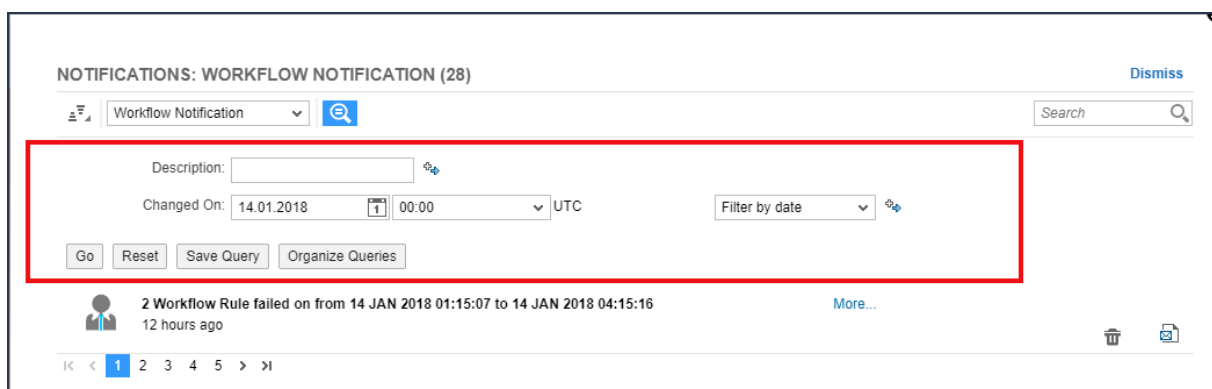 NOTIFICATIONS: WORKFLOW NOTIFICATION (28) Dismiss
Workflow Notification Search
Description:
Changed On: 14.01.2018 1 00:00 UTC Filter by date
Go Reset Save Query Organize Queries
2 Workflow Rule failed on from 14 JAN 2018 01:15:07 to 14 JAN 2018 04:15:16 More...
12 hours ago
1 2 3 4 5